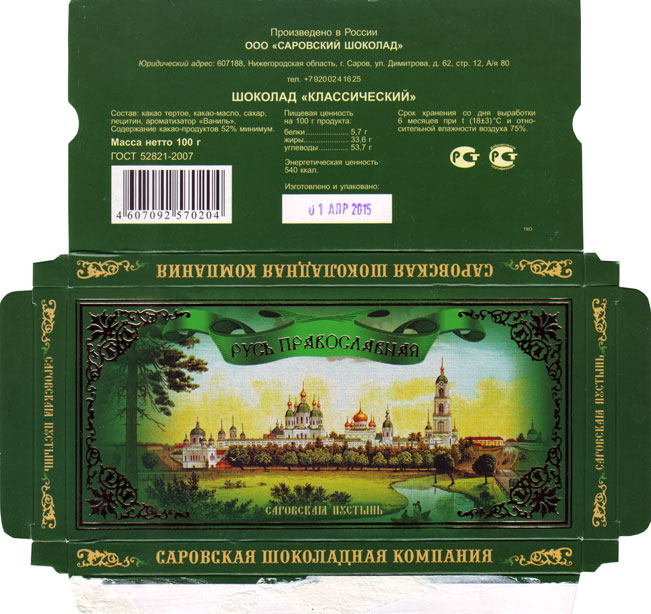 Произведено в России
ООО «САРОВСКИЙ ШОКОЛАД»
Юридический адрес: 607188, Нижегородская область, г. Саров, ул. Димитрова, д. 62, стр. 12, А/я 80
тел. +79200241625
ШОКОЛАД «КЛАССИЧЕСКИЙ»
Состав: какао тертое, какао-масло, сахар,
лецитин, ароматизатор «Ваниль».
Содержание какао-продуктов 52% минимум.
Масса нетто 100 г
ГОСТ 52821-2007
4 607092 570204
Пищевая ценность
на 100 г продукта:
белки 5,7 г
жиры 33,6 г
углеводы 53,7 г
Энергетическая ценность
540 ккал.
Изготовлено и упаковано:
01 АПР 2015
Срок хранения со дня выработки
6 месяцев при t (18±3)°С и отно-
сительной влажности воздуха 75%.
РСТ
РСТ
САРОВСКАЯ ШОКОЛАДНАЯ КОМПАНИЯ
РУСЬ ПРАВОСЛАВНАЯ
САРОВСКАЯ ПУСТЫНЬ
САРОВСКАЯ ПУСТЫНЬ
САРОВСКАЯ ПУСТЫНЬ
САРОВСКАЯ ШОКОЛАДНАЯ КОМПАНИЯ